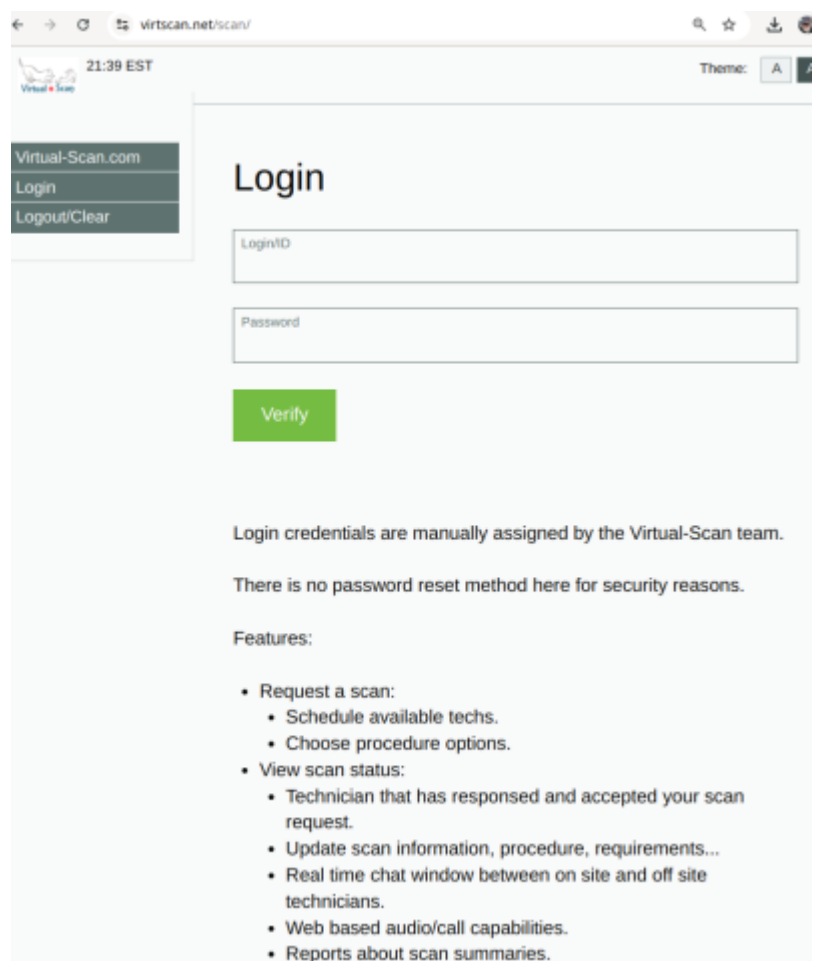 virtscan.net/scan/
21:39 EST
Theme: A A
Virtual Scan
Virtual-Scan.com
Login
Logout/Clear
Login
Login/ID
Password
Verify
Login credentials are manually assigned by the Virtual-Scan team.
There is no password reset method here for security reasons.
Features:
• Request a scan:
• Schedule available techs.
• Choose procedure options.
• View scan status:
• Technician that has responsed and accepted your scan
request.
• Update scan information, procedure, requirements...
• Real time chat window between on site and off site
technicians.
• Web based audio/call capabilities.
• Reports about scan summaries.